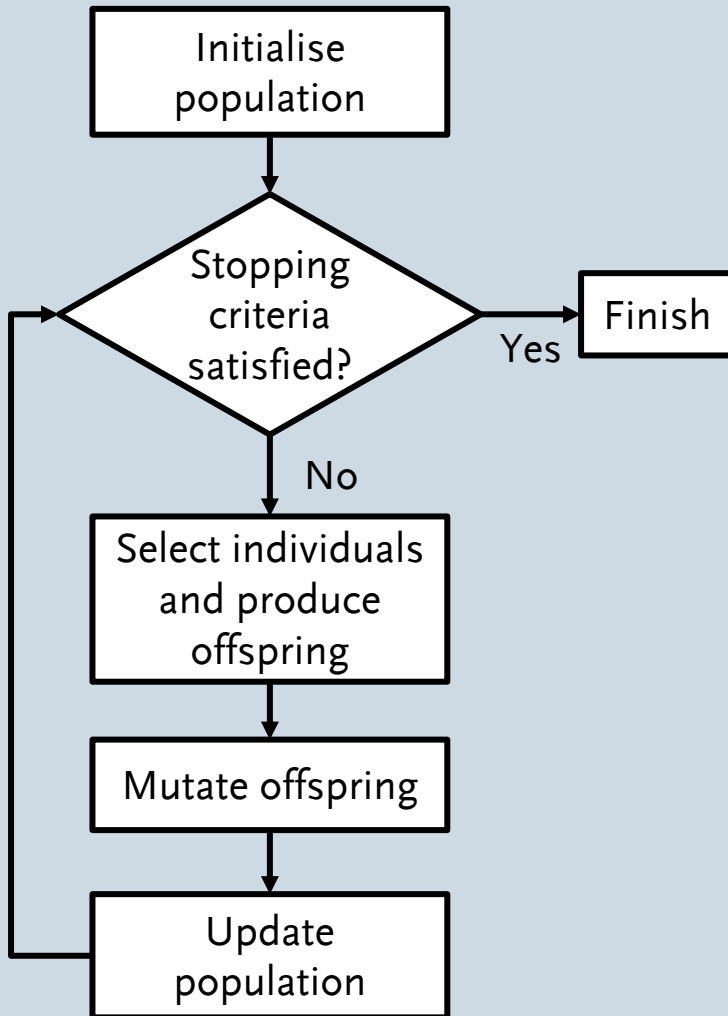 Initialise
population
Stopping
criteria
satisfied?
Yes
Finish
No
Select individuals
and produce
offspring
Mutate offspring
Update
population